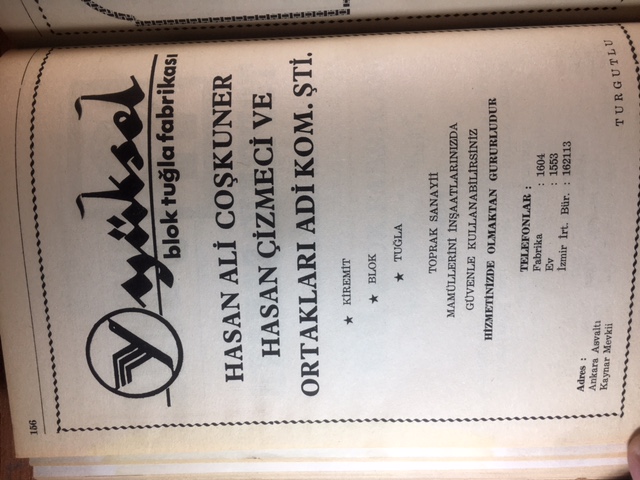 156
yüksel
blok tuğla fabrikası
HASAN ALİ COŞKUNER
HASAN ÇİZMECİ VE
ORTAKLARI ADİ KOM. ŞTİ.
★ KİREMİT
★ BLOK
★ TUĞLA
TOPRAK SANAYİİ
MAMÜLLERİNİ İNŞAATLARINIZDA
GÜVENLE KULLANABİLİRSİNİZ
HİZMETİNİZDE OLMAKTAN GURURLUDUR
TELEFONLAR :
Fabrika : 1604
Ev : 1553
İzmir İrt. Bür. : 162113
Adres :
Ankara Asvaltı
Kaynar Mevkii
TURGUTLU